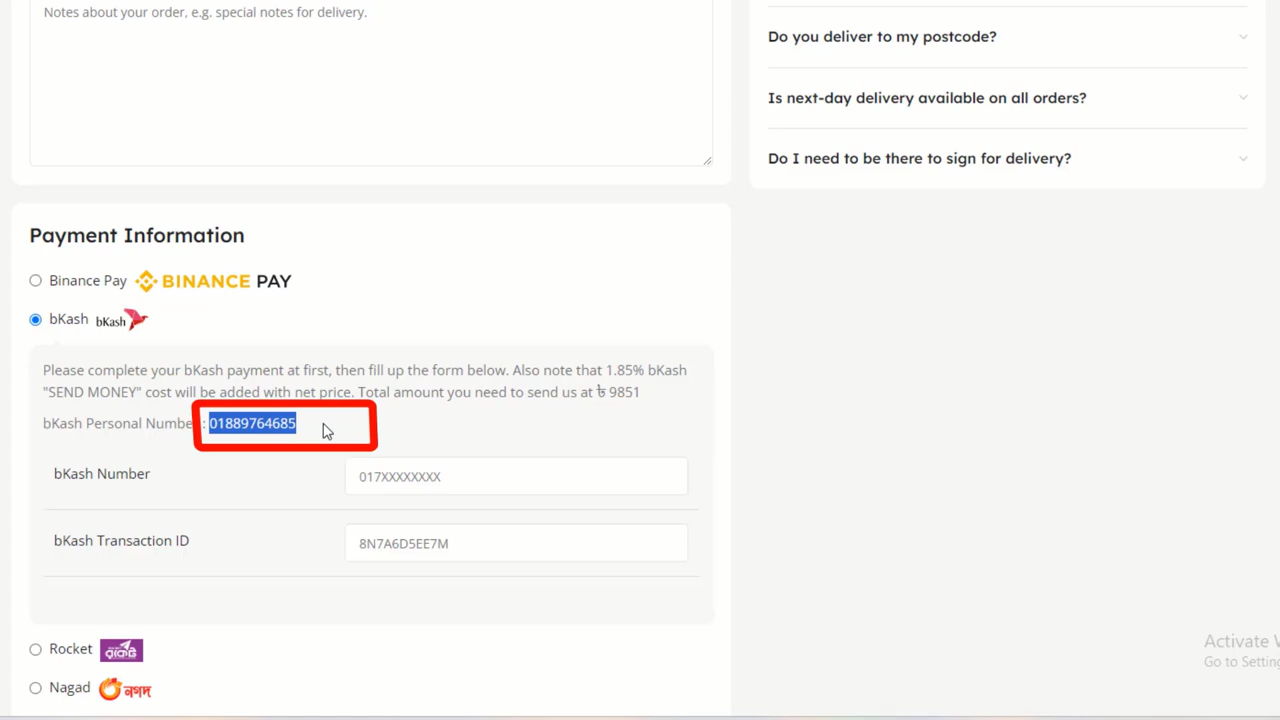 Notes about your order, e.g. special notes for delivery.
Do you deliver to my postcode?
Is next-day delivery available on all orders?
Do I need to be there to sign for delivery?
Payment Information
Binance Pay BINANCE PAY
bKash bKash
Please complete your bKash payment at first, then fill up the form below. Also note that 1.85% bKash
"SEND MONEY" cost will be added with net price. Total amount you need to send us at ৳ 9851
bKash Personal Number : 01889764685
bKash Number 017XXXXXXXX
bKash Transaction ID 8N7A6D5EE7M
Rocket রকেট
Nagad নগদ
Activate
Go to Setting